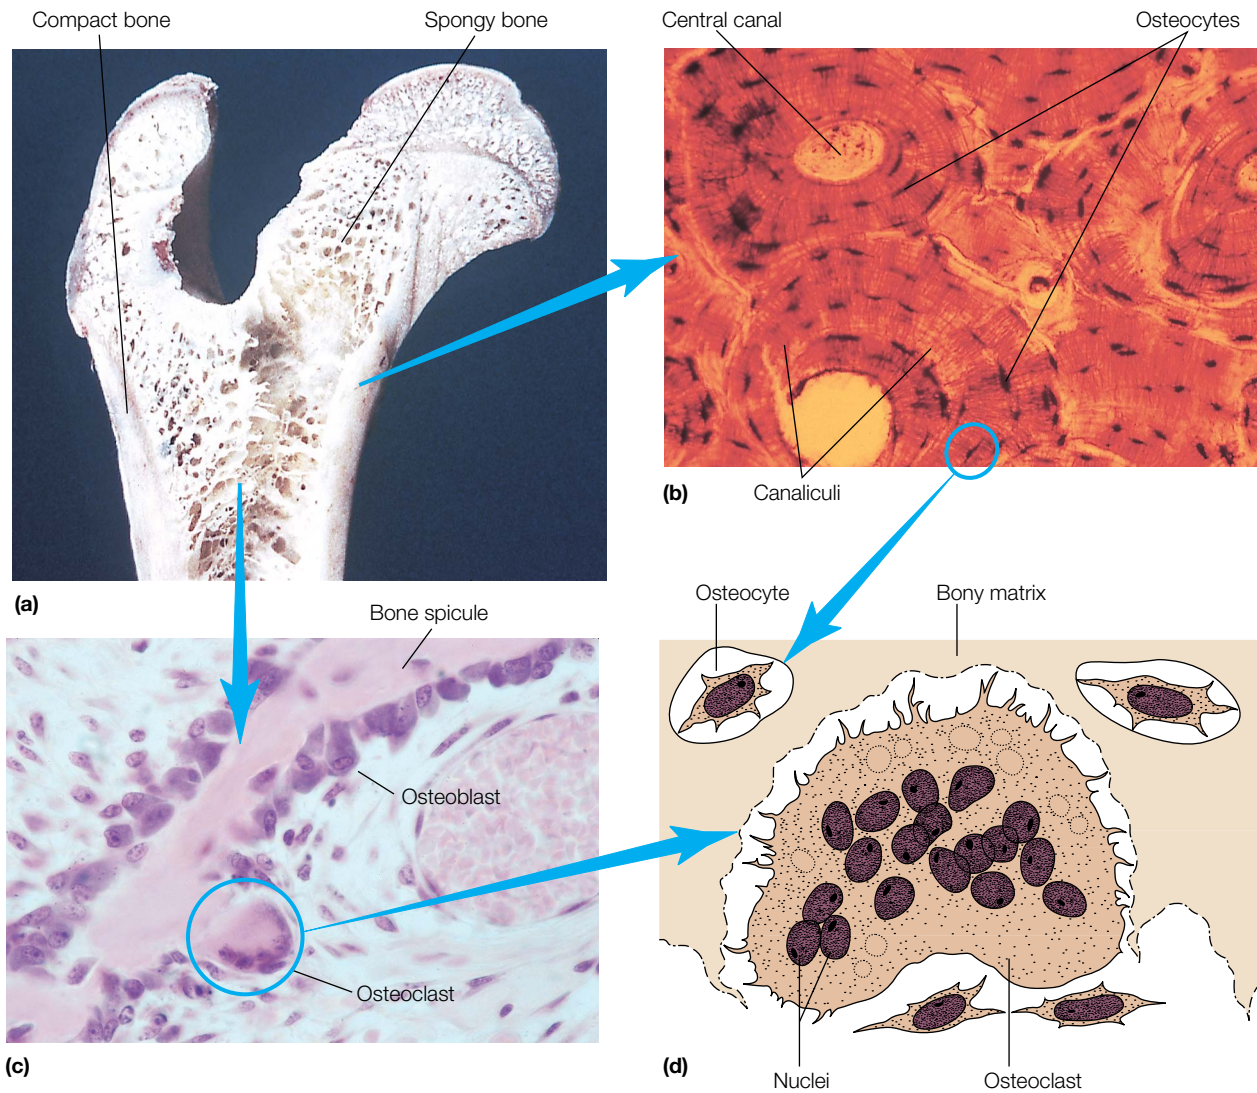 Compact bone
Spongy bone
Central canal
Osteocytes
(a)
(b)
Canaliculi
Bone spicule
Osteoblast
Osteoclast
(c)
Osteocyte
Bony matrix
(d)
Nuclei
Osteoclast